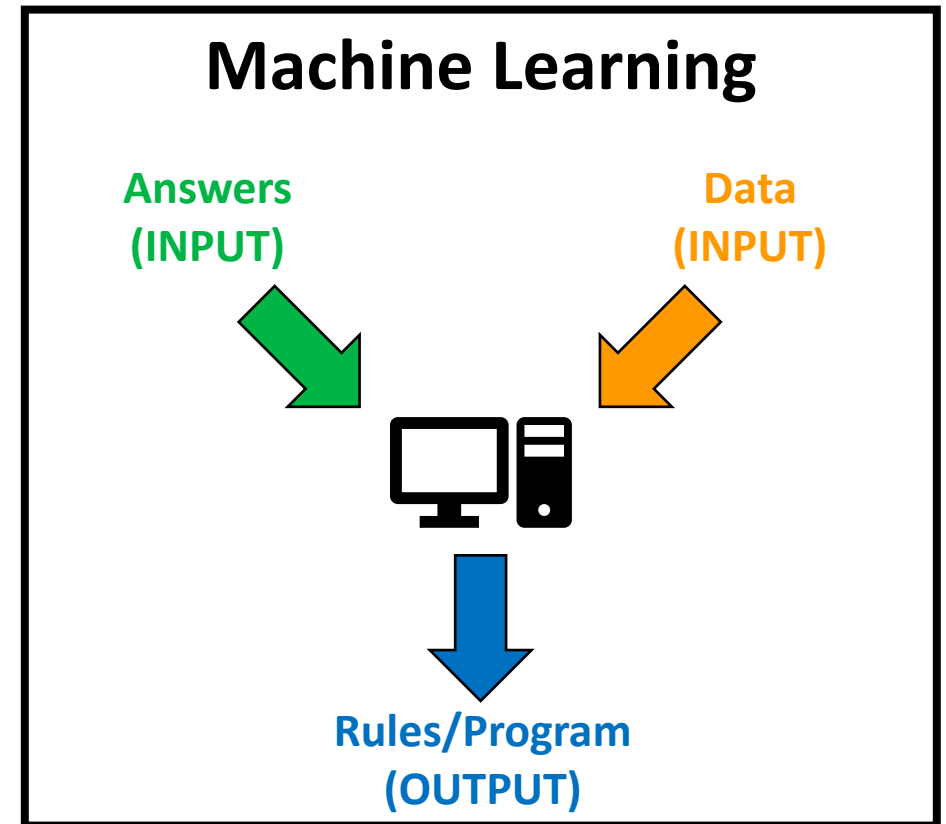 Machine Learning
Answers
(INPUT)
Data
(INPUT)
Rules/Program
(OUTPUT)